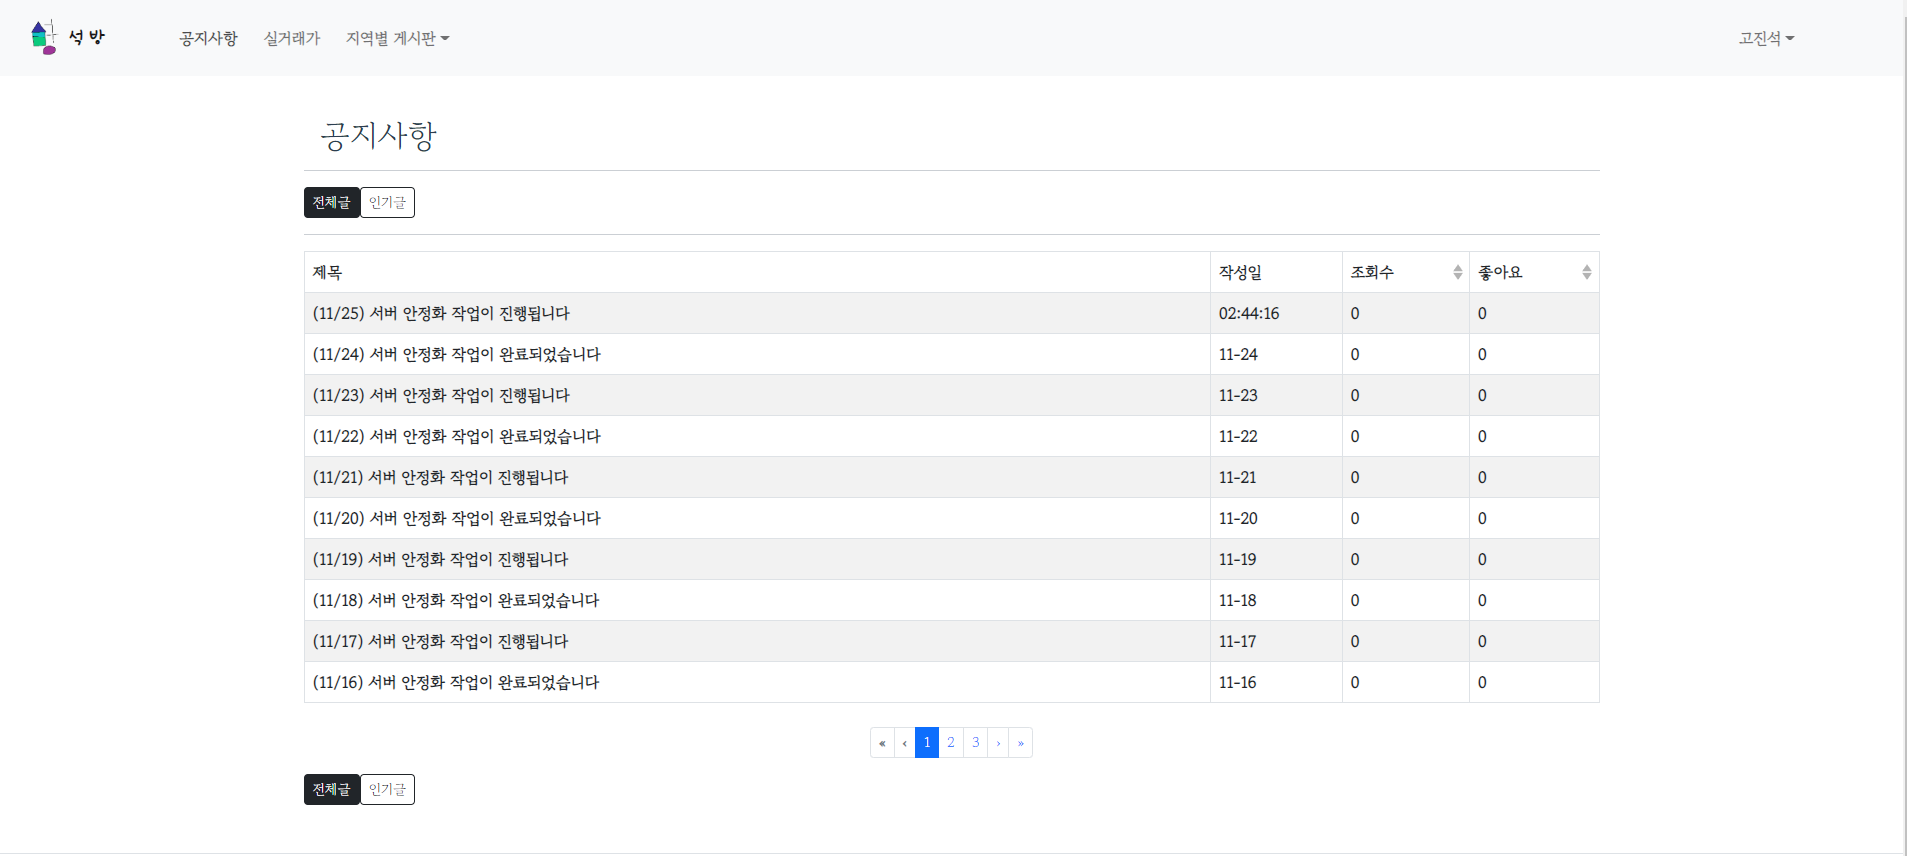 석방 공지사항 실거래가 지역별 게시판 고진석
공지사항
전체글 인기글
제목 작성일 조회수 좋아요
(11/25) 서버 안정화 작업이 진행됩니다 02:44:16 0 0
(11/24) 서버 안정화 작업이 완료되었습니다 11-24 0 0
(11/23) 서버 안정화 작업이 진행됩니다 11-23 0 0
(11/22) 서버 안정화 작업이 완료되었습니다 11-22 0 0
(11/21) 서버 안정화 작업이 진행됩니다 11-21 0 0
(11/20) 서버 안정화 작업이 완료되었습니다 11-20 0 0
(11/19) 서버 안정화 작업이 진행됩니다 11-19 0 0
(11/18) 서버 안정화 작업이 완료되었습니다 11-18 0 0
(11/17) 서버 안정화 작업이 진행됩니다 11-17 0 0
(11/16) 서버 안정화 작업이 완료되었습니다 11-16 0 0
« ‹ 1 2 3 › »
전체글 인기글